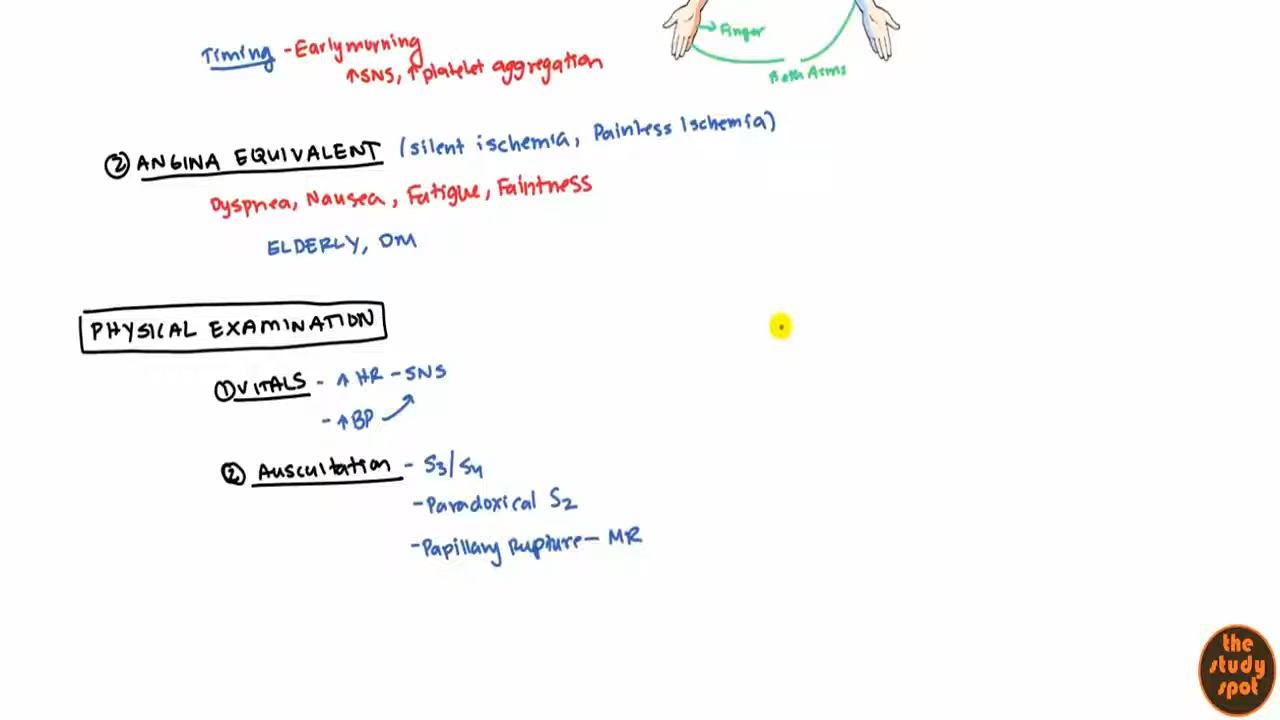 Finger
Both Arms
Timing - Early murning
↑SNS, ↑platelet aggregation
② ANGINA EQUIVALENT (silent ischemia, Painless Ischemia)
Dyspnea, Nausea, Fatigue, Faintness
ELDERLY, DM
PHYSICAL EXAMINATION
① VITALS - ↑ HR - SNS
- ↑ BP
② Auscultation - S3/S4
- Paradoxical S2
- Papillary Rupture - MR
the
study
spot